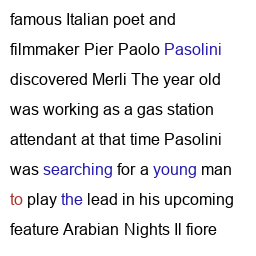 famous Italian poet and
filmmaker Pier Paolo Pasolini
discovered Merli The year old
was working as a gas station
attendant at that time Pasolini
was searching for a young man
to play the lead in his upcoming
feature Arabian Nights Il fiore